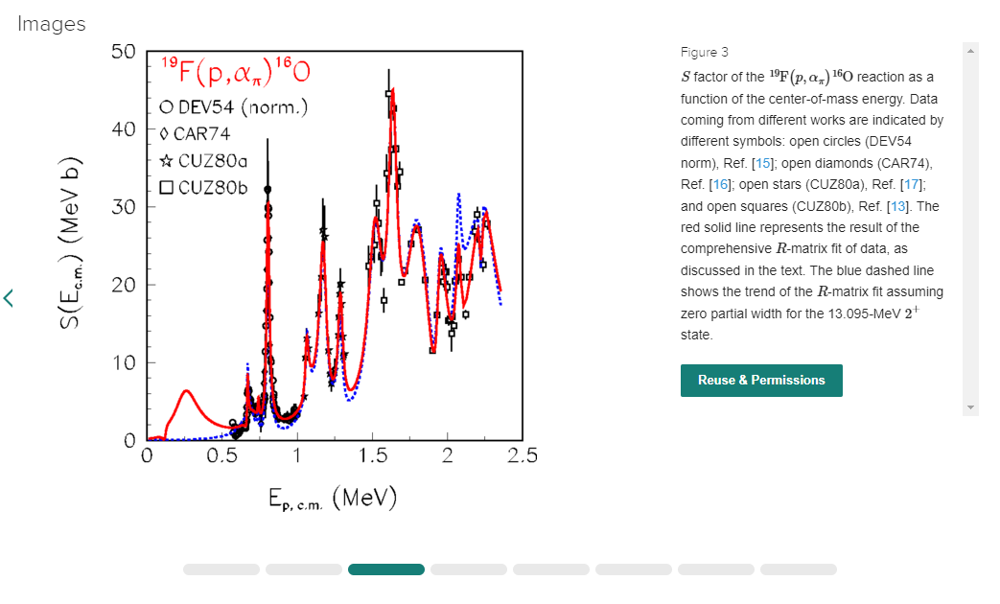 Images
50
40
30
20
10
0
S(E_c.m.) (MeV b)
¹⁹F(p,α_π)¹⁶O
DEV54 (norm.)
CAR74
CUZ80a
CUZ80b
0 0.5 1 1.5 2 2.5
E_p, c.m. (MeV)
Figure 3
S factor of the ¹⁹F(p, α_π)¹⁶O reaction as a
function of the center-of-mass energy. Data
coming from different works are indicated by
different symbols: open circles (DEV54
norm), Ref. [15]; open diamonds (CAR74),
Ref. [16]; open stars (CUZ80a), Ref. [17];
and open squares (CUZ80b), Ref. [13]. The
red solid line represents the result of the
comprehensive R-matrix fit of data, as
discussed in the text. The blue dashed line
shows the trend of the R-matrix fit assuming
zero partial width for the 13.095-MeV 2⁺
state.
Reuse & Permissions